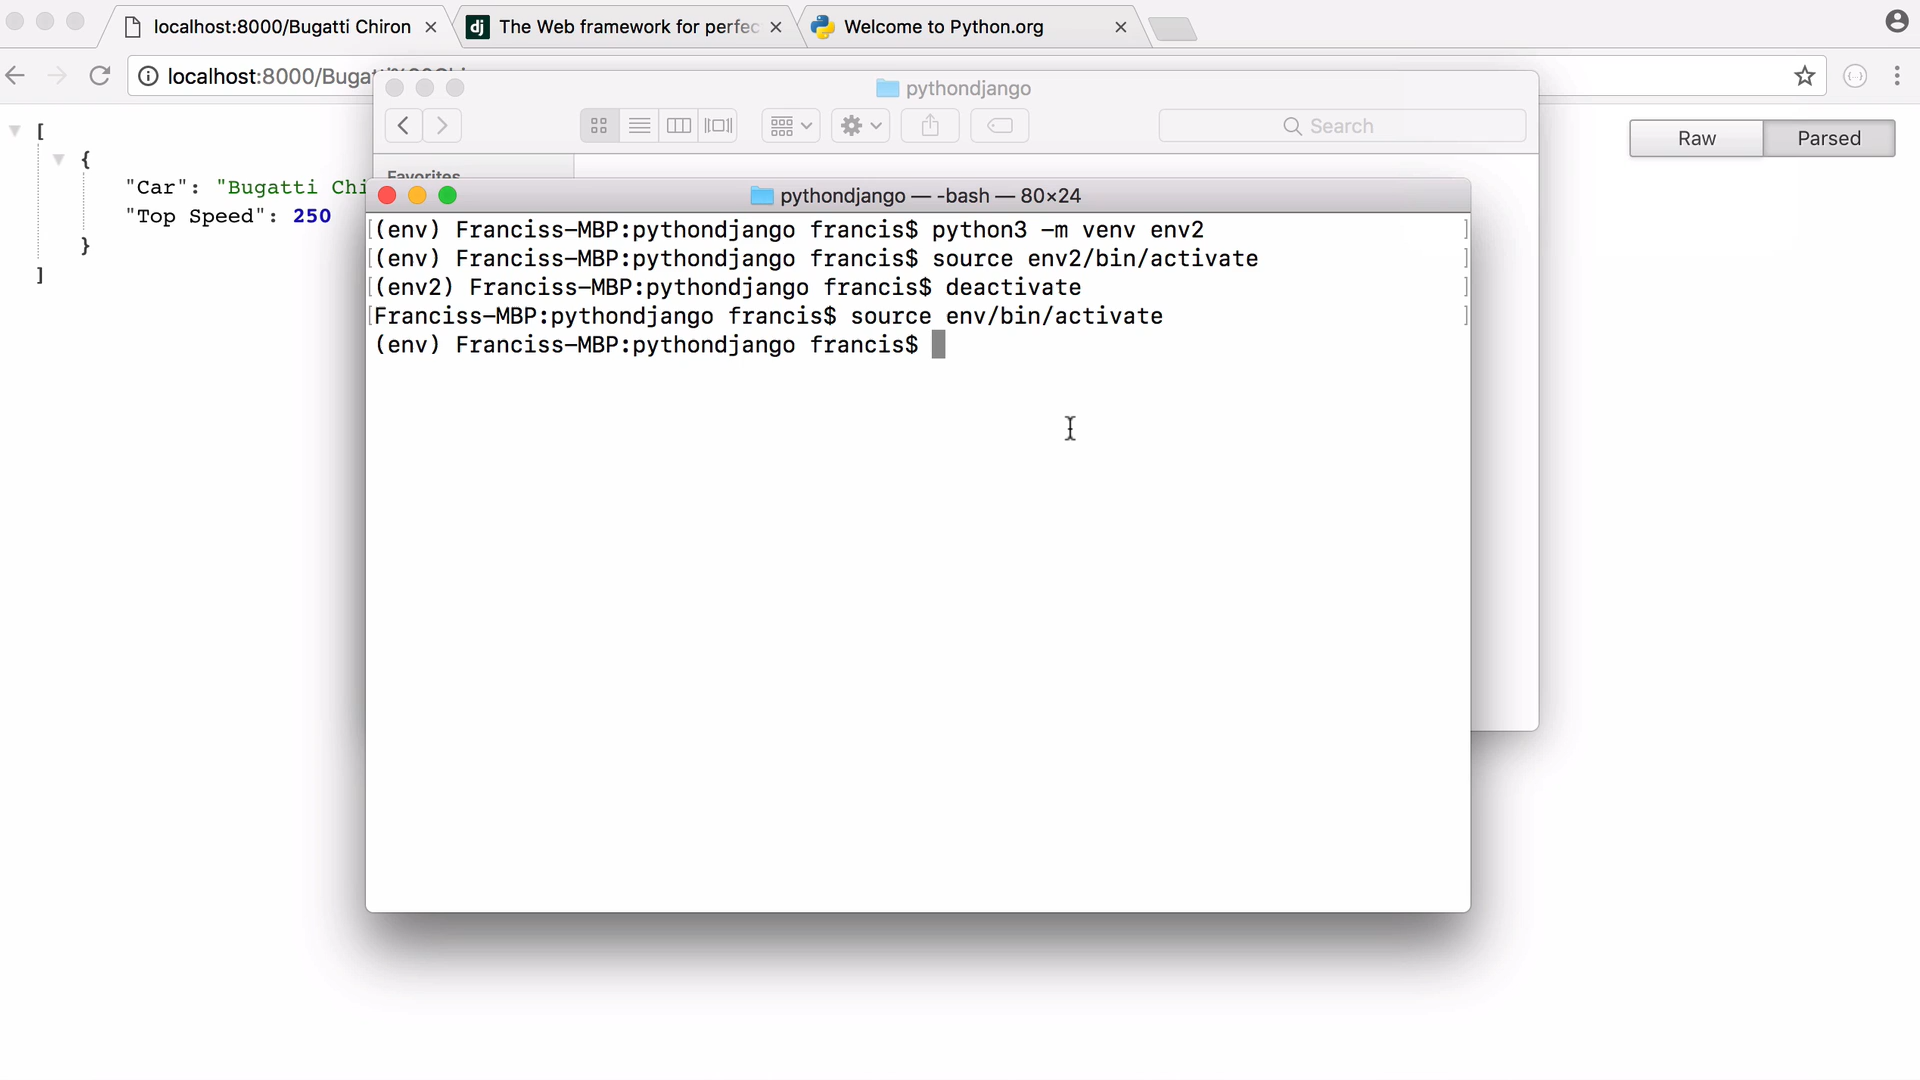 localhost:8000/Bugatti Chiron
The Web framework for perfec
Welcome to Python.org
localhost:8000/Buga
pythondjango
Search
Raw
Parsed
[
{
"Car": "Bugatti Chi
"Top Speed": 250
}
]
Favorites
pythondjango — -bash — 80×24
(env) Franciss-MBP:pythondjango francis$ python3 -m venv env2
(env) Franciss-MBP:pythondjango francis$ source env2/bin/activate
(env2) Franciss-MBP:pythondjango francis$ deactivate
Franciss-MBP:pythondjango francis$ source env/bin/activate
(env) Franciss-MBP:pythondjango francis$